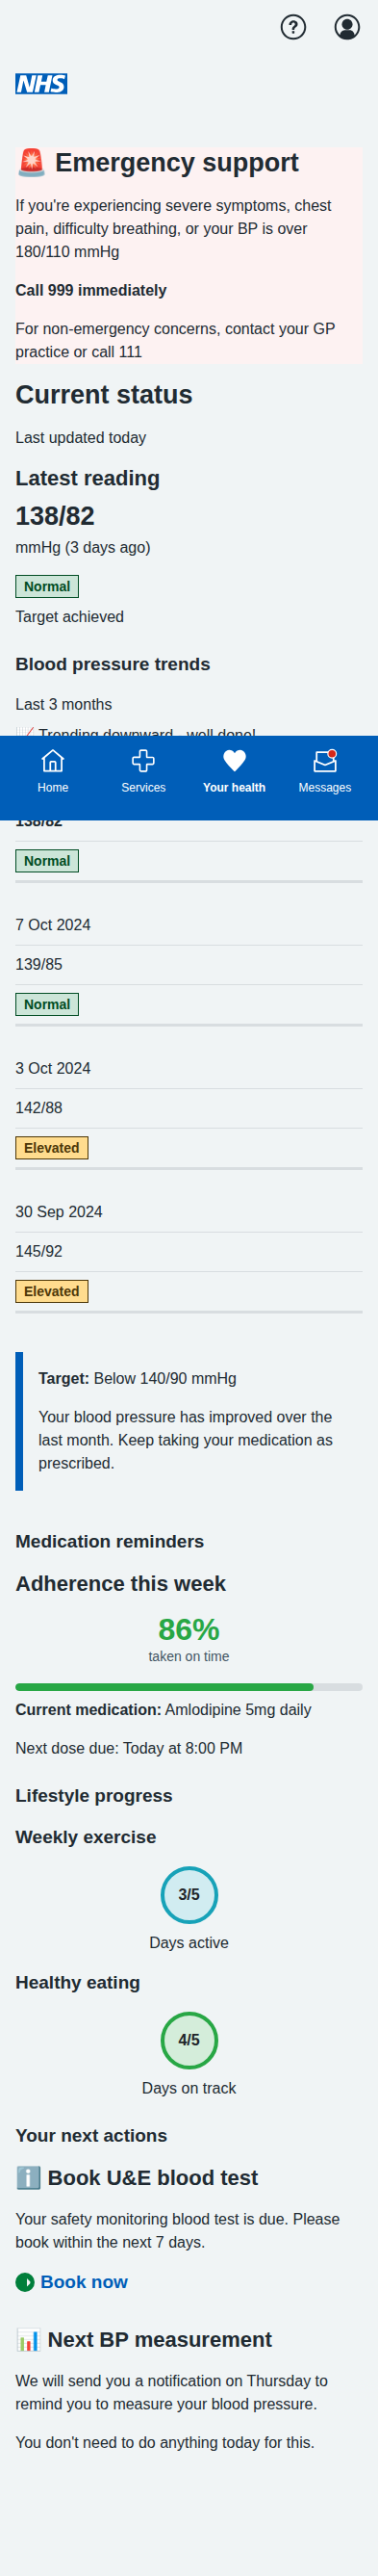 NHS
🚨 Emergency support
If you're experiencing severe symptoms, chest
pain, difficulty breathing, or your BP is over
180/110 mmHg
Call 999 immediately
For non-emergency concerns, contact your GP
practice or call 111
Current status
Last updated today
Latest reading
138/82
mmHg (3 days ago)
Normal
Target achieved
Blood pressure trends
Last 3 months
📈 Trending downward - well done!
Home Services Your health Messages
138/82
Normal
7 Oct 2024
139/85
Normal
3 Oct 2024
142/88
Elevated
30 Sep 2024
145/92
Elevated
Target: Below 140/90 mmHg
Your blood pressure has improved over the
last month. Keep taking your medication as
prescribed.
Medication reminders
Adherence this week
86%
taken on time
Current medication: Amlodipine 5mg daily
Next dose due: Today at 8:00 PM
Lifestyle progress
Weekly exercise
3/5
Days active
Healthy eating
4/5
Days on track
Your next actions
ℹ️ Book U&E blood test
Your safety monitoring blood test is due. Please
book within the next 7 days.
Book now
📊 Next BP measurement
We will send you a notification on Thursday to
remind you to measure your blood pressure.
You don't need to do anything today for this.